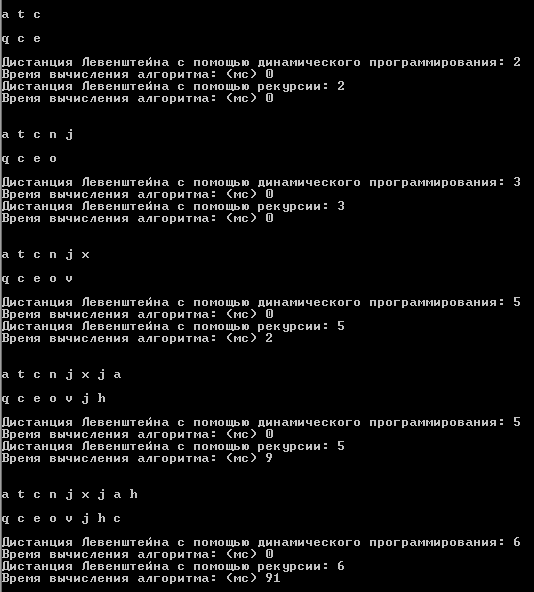 a t c
q c e
Дистанция Левенштейна с помощью динамического программирования: 2
Время вычисления алгоритма: (мс) 0
Дистанция Левенштейна с помощью рекурсии: 2
Время вычисления алгоритма: (мс) 0
a t c n j
q c e o
Дистанция Левенштейна с помощью динамического программирования: 3
Время вычисления алгоритма: (мс) 0
Дистанция Левенштейна с помощью рекурсии: 3
Время вычисления алгоритма: (мс) 0
a t c n j x
q c e o v
Дистанция Левенштейна с помощью динамического программирования: 5
Время вычисления алгоритма: (мс) 0
Дистанция Левенштейна с помощью рекурсии: 5
Время вычисления алгоритма: (мс) 2
a t c n j x j a
q c e o v j h
Дистанция Левенштейна с помощью динамического программирования: 5
Время вычисления алгоритма: (мс) 0
Дистанция Левенштейна с помощью рекурсии: 5
Время вычисления алгоритма: (мс) 9
a t c n j x j a h
q c e o v j h c
Дистанция Левенштейна с помощью динамического программирования: 6
Время вычисления алгоритма: (мс) 0
Дистанция Левенштейна с помощью рекурсии: 6
Время вычисления алгоритма: (мс) 91